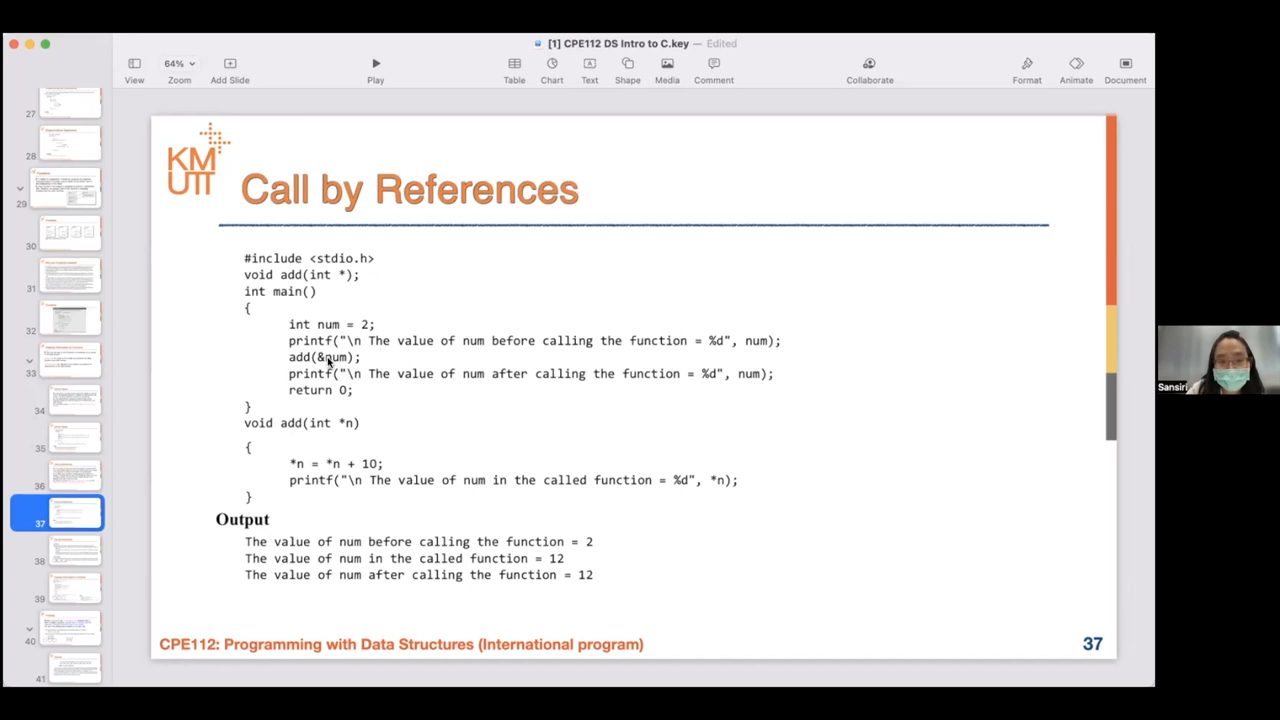 [1] CPE112 DS Intro to C.key — Edited
64%
View Zoom Add Slide Play Table Chart Text Shape Media Comment Collaborate Format Animate Document
27
28
29
30
31
32
33
34
35
36
37
38
39
40
41
KM
UTT
Call by References
#include <stdio.h>
void add(int *);
int main()
{
int num = 2;
printf("\n The value of num before calling the function = %d", num);
add(&num);
printf("\n The value of num after calling the function = %d", num);
return 0;
}
void add(int *n)
{
*n = *n + 10;
printf("\n The value of num in the called function = %d", *n);
}
Output
The value of num before calling the function = 2
The value of num in the called function = 12
The value of num after calling the function = 12
CPE112: Programming with Data Structures (International program)
37
Sansiri